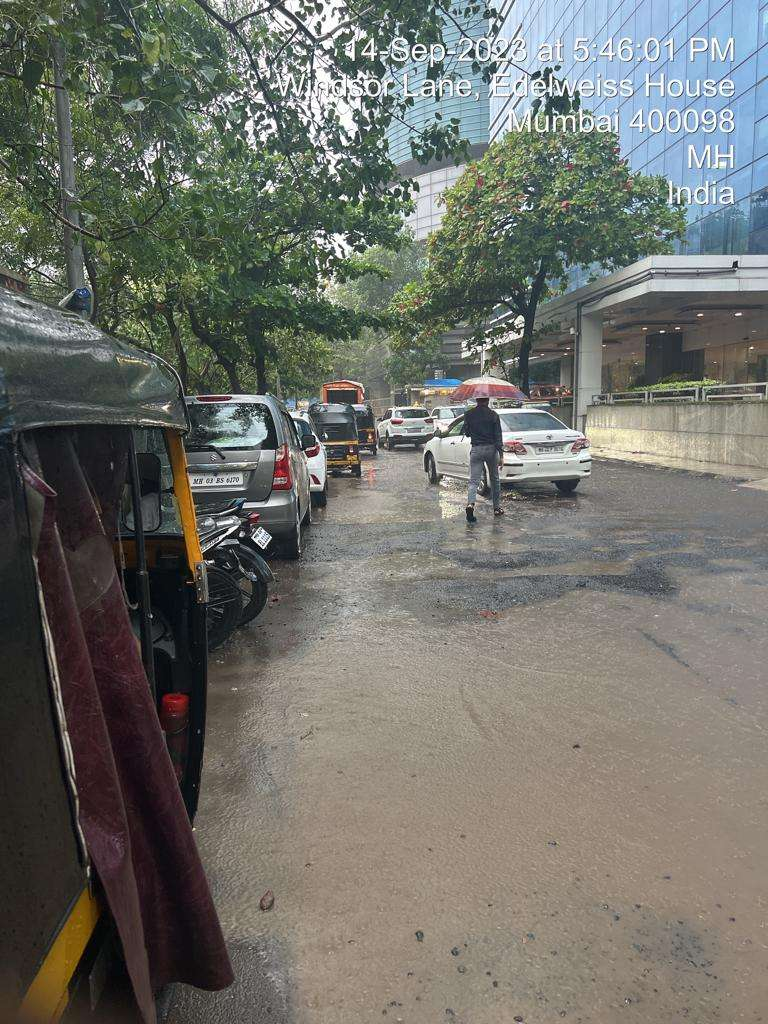 14-Sep-2023 at 5:46:01 PM
Windsor Lane, Edelweiss House
Mumbai 400098
MH
India
MH 03 BS 6170